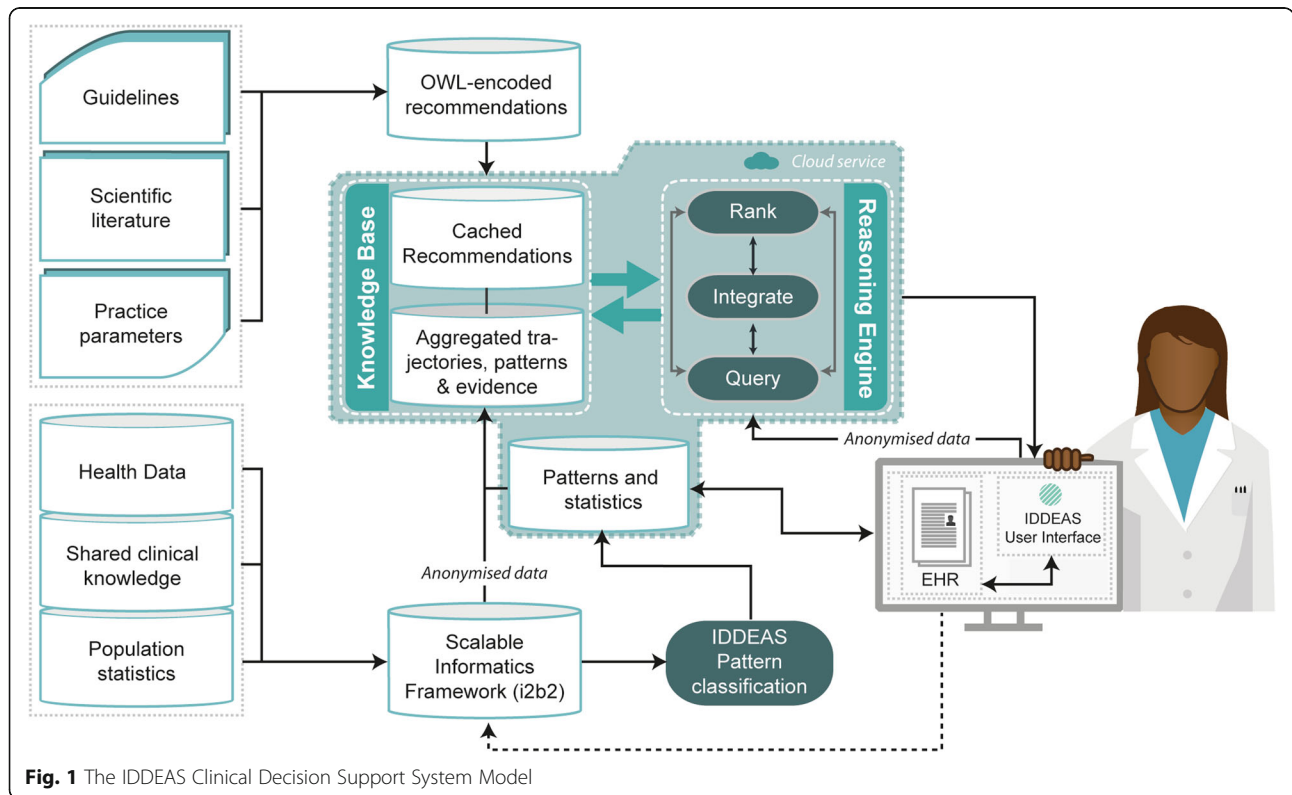 Guidelines
Scientific
literature
Practice
parameters
OWL-encoded
recommendations
Cloud service
Knowledge Base
Cached
Recommendations
Aggregated tra-
jectories, patterns
& evidence
Rank
Integrate
Query
Reasoning Engine
Health Data
Shared clinical
knowledge
Population
statistics
Anonymised data
Patterns and
statistics
Anonymised data
Scalable
Informatics
Framework (i2b2)
IDDEAS
Pattern
classification
EHR
IDDEAS
User Interface
Fig. 1 The IDDEAS Clinical Decision Support System Model